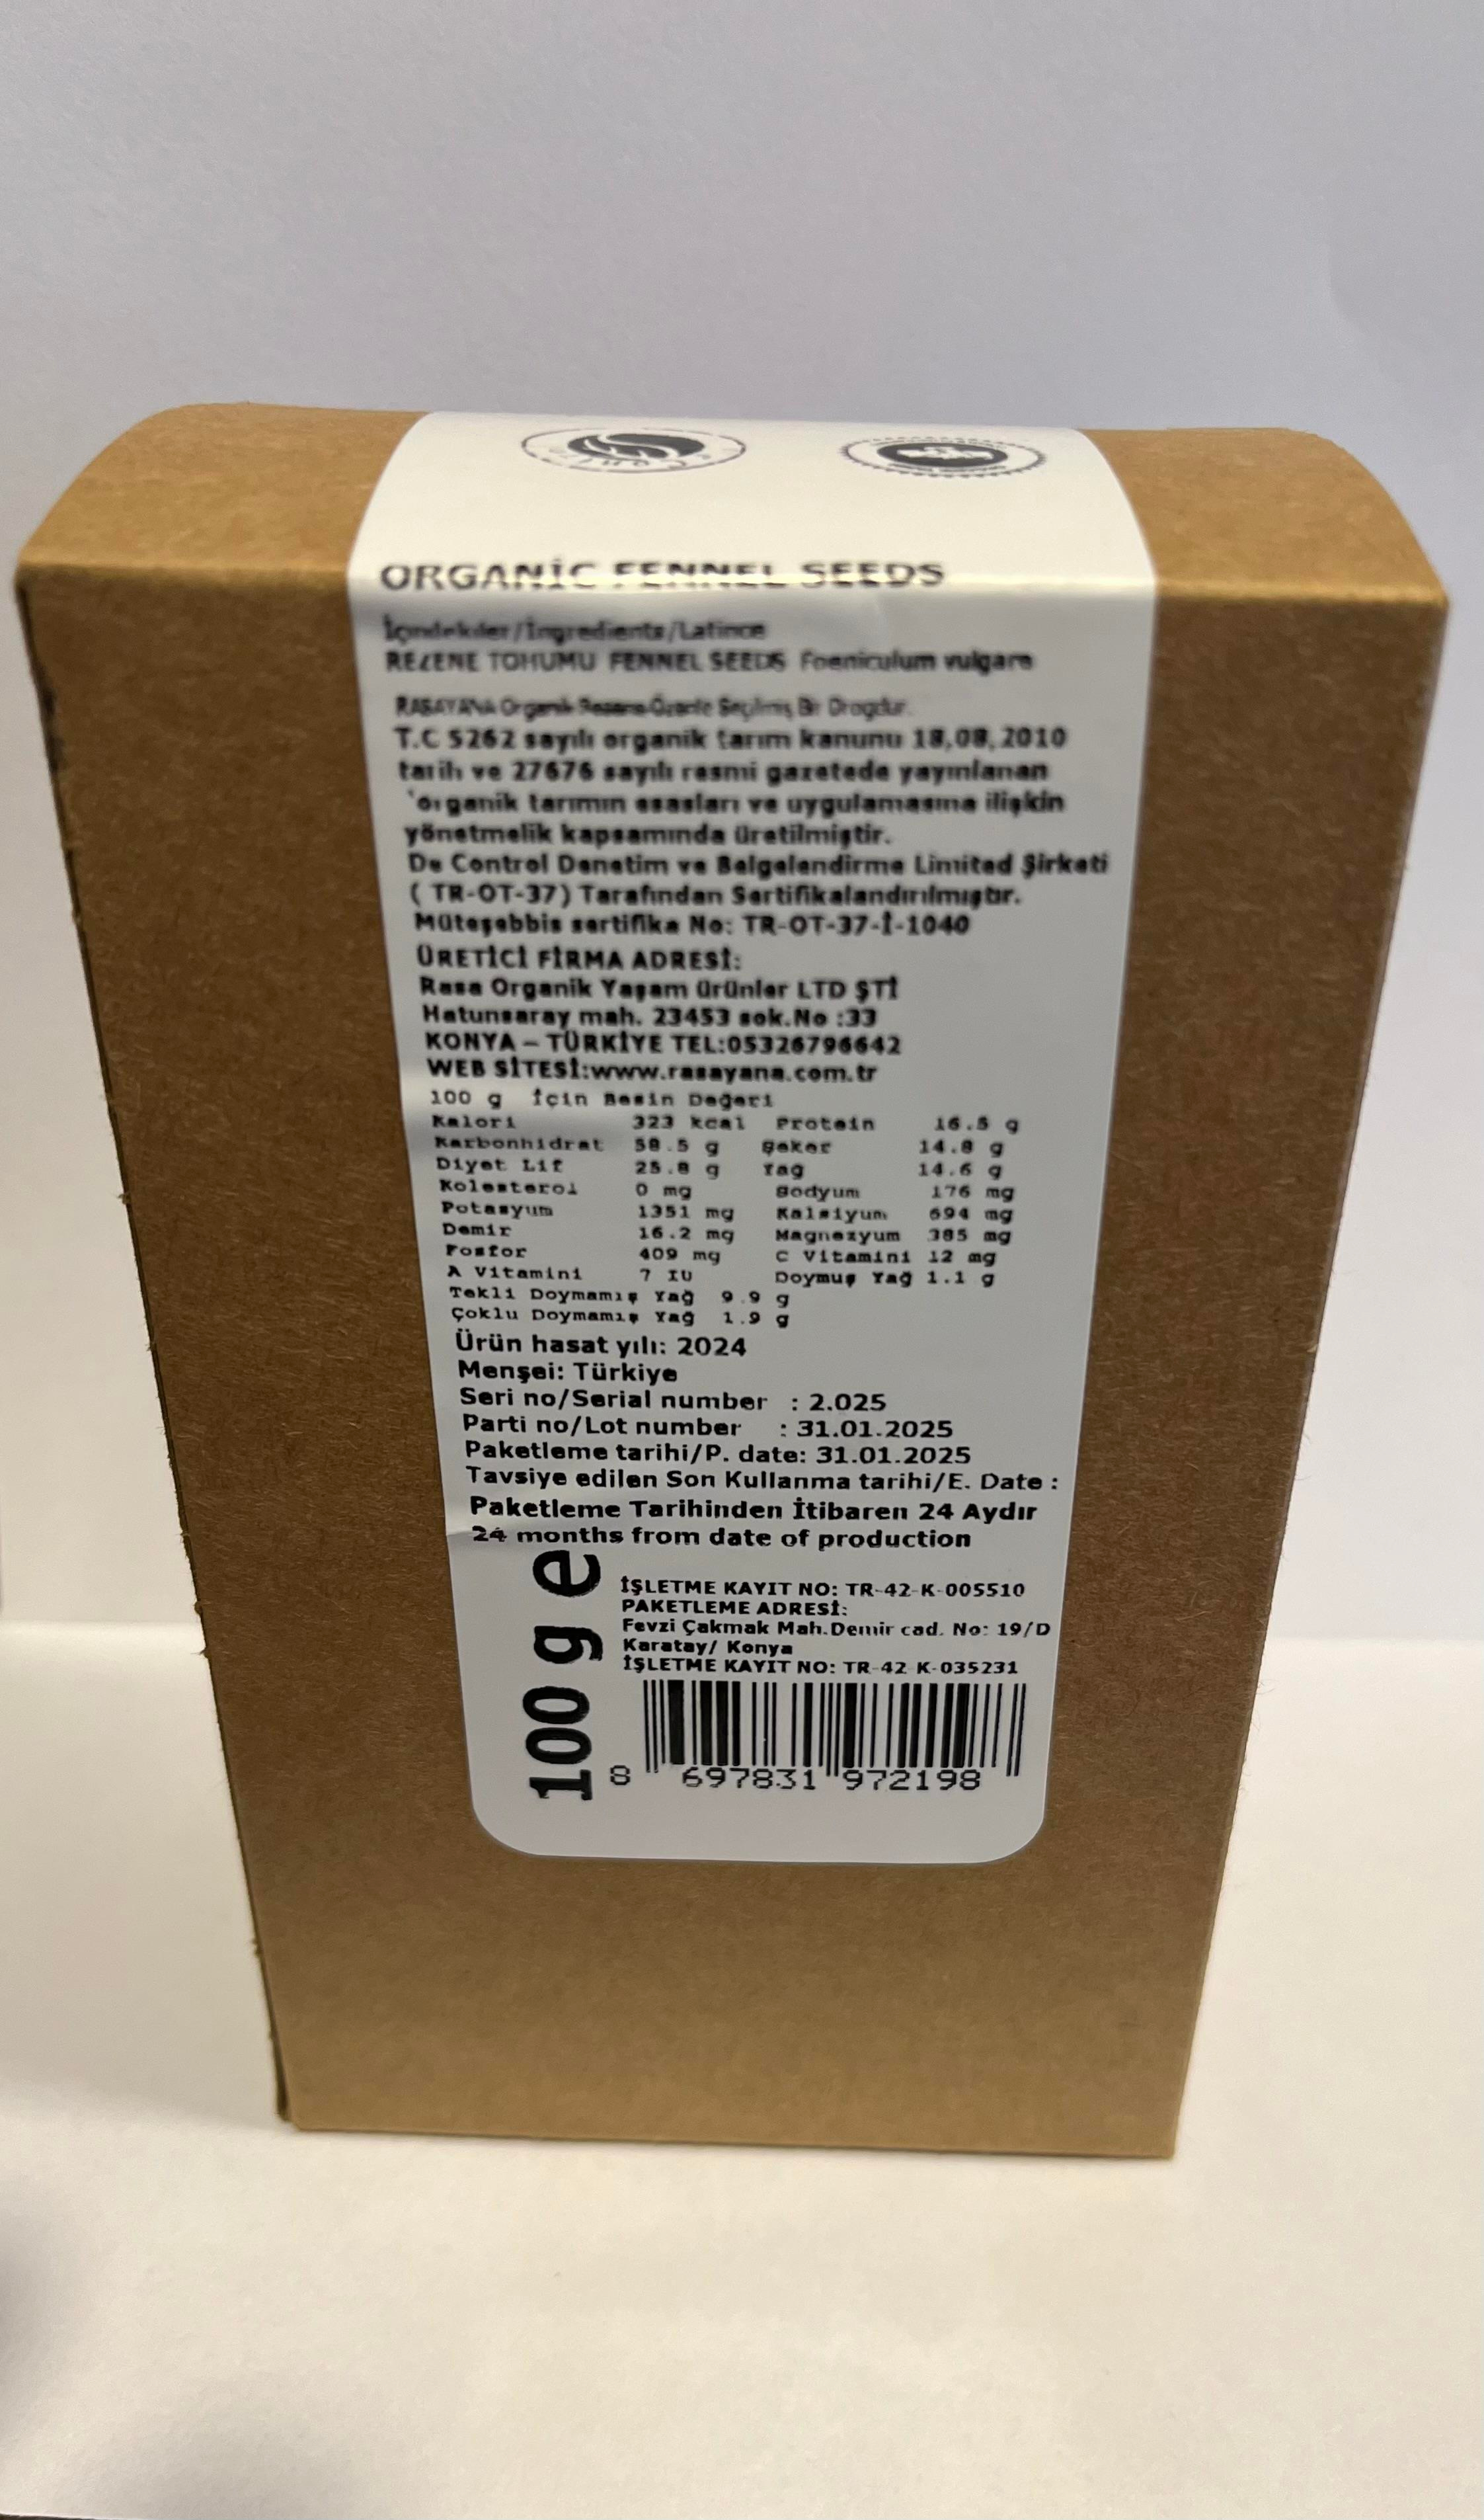 ORGANİC FENNEL SEEDS
İçindekiler/İngredients/Latince
REZENE TOHUMU FENNEL SEEDS Foeniculum vulgare
RASAYANA Organik Rezene Özenle Seçilmiş Bir Drogdur.
T.C 5262 sayılı organik tarım kanunu 18,08,2010
tarih ve 27676 sayılı resmi gazetede yayınlanan
'organik tarımın esasları ve uygulamasına ilişkin
yönetmelik kapsamında üretilmiştir.
De Control Denetim ve Belgelendirme Limited Şirketi
( TR-OT-37) Tarafından Sertifikalandırılmıştır.
Müteşebbis sertifika No: TR-OT-37-İ-1040
ÜRETİCİ FİRMA ADRESİ:
Rasa Organik Yaşam ürünler LTD ŞTİ
Hatunsaray mah. 23453 sok.No :33
KONYA – TÜRKİYE TEL:05326796642
WEB SİTESİ:www.rasayana.com.tr
100 g İçin Besin Değeri
Kalori 323 kcal Protein 16.5 g
Karbonhidrat 58.5 g Şeker 14.8 g
Diyet Lif 25.8 g Yag 14.6 g
Kolesterol 0 mg Sodyum 176 mg
Potasyum 1351 mg Kalsiyum 694 mg
Demir 16.2 mg Magnezyum 385 mg
Fosfor 409 mg C Vitamini 12 mg
A Vitamini 7 IU Doymuş Yağ 1.1 g
Tekli Doymamış Yağ 9.9 g
Çoklu Doymamış Yağ 1.9 g
Ürün hasat yılı: 2024
Menşei: Türkiye
Seri no/Serial number : 2.025
Parti no/Lot number : 31.01.2025
Paketleme tarihi/P. date: 31.01.2025
Tavsiye edilen Son Kullanma tarihi/E. Date :
Paketleme Tarihinden İtibaren 24 Aydır
24 months from date of production
100 g e
İŞLETME KAYIT NO: TR-42-K-005510
PAKETLEME ADRESİ:
Fevzi Çakmak Mah.Demir cad. No: 19/D
Karatay/ Konya
İŞLETME KAYIT NO: TR-42 K-035231
8 697831 972198